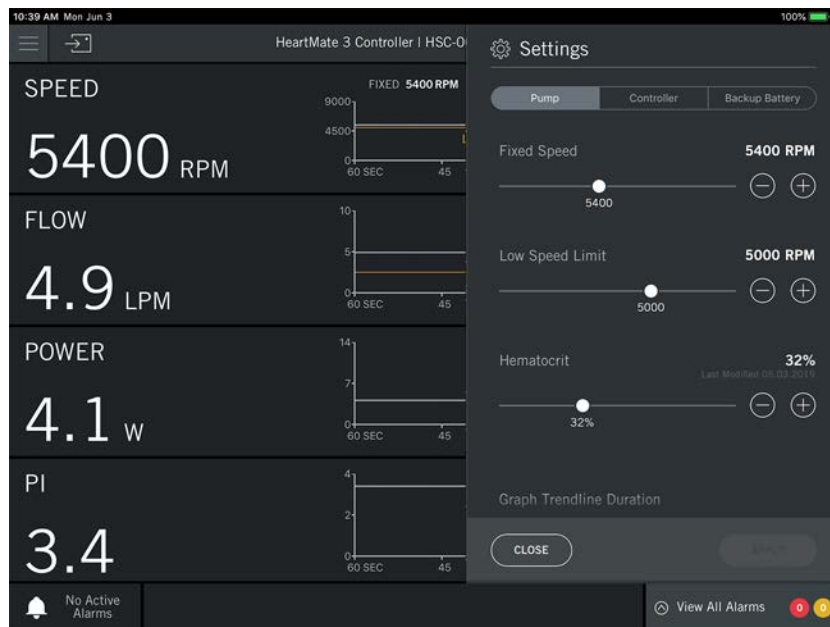 10:39 AM Mon Jun 3
100%
HeartMate 3 Controller | HSC-0
SPEED
FIXED 5400 RPM
5400 RPM
9000
4500
0
60 SEC
45
FLOW
4.9 LPM
10
5
0
60 SEC
45
POWER
4.1 W
14
7
0
60 SEC
45
PI
3.4
4
2
0
60 SEC
45
No Active
Alarms
Settings
Pump
Controller
Backup Battery
Fixed Speed
5400 RPM
5400
Low Speed Limit
5000 RPM
5000
Hematocrit
32%
Last Modified 05.03.2019
32%
Graph Trendline Duration
CLOSE
View All Alarms
0
0